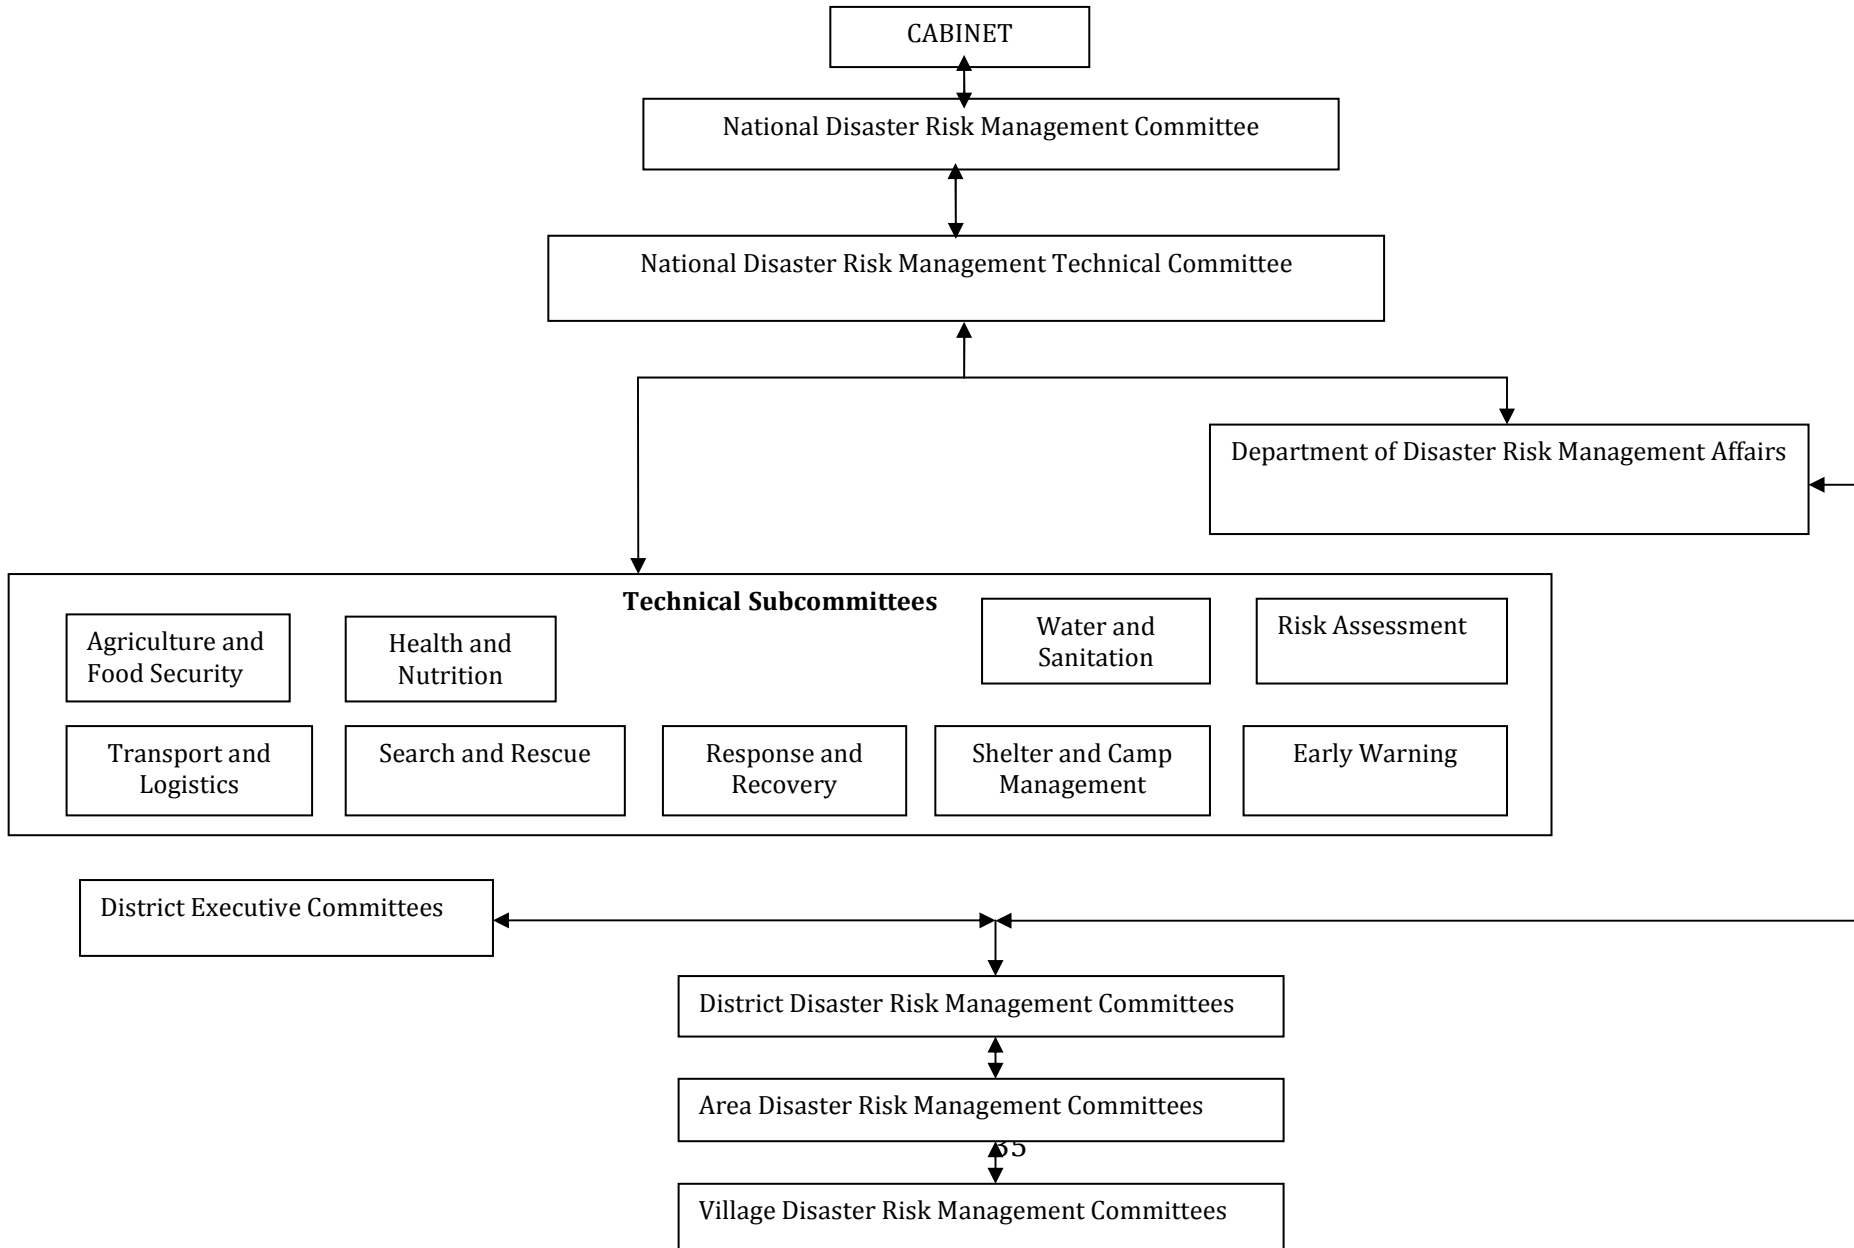 CABINET
National Disaster Risk Management Committee
National Disaster Risk Management Technical Committee
Department of Disaster Risk Management Affairs
Technical Subcommittees
Agriculture and
Food Security
Health and
Nutrition
Water and
Sanitation
Risk Assessment
Transport and
Logistics
Search and Rescue
Response and
Recovery
Shelter and Camp
Management
Early Warning
District Executive Committees
District Disaster Risk Management Committees
Area Disaster Risk Management Committees
35
Village Disaster Risk Management Committees